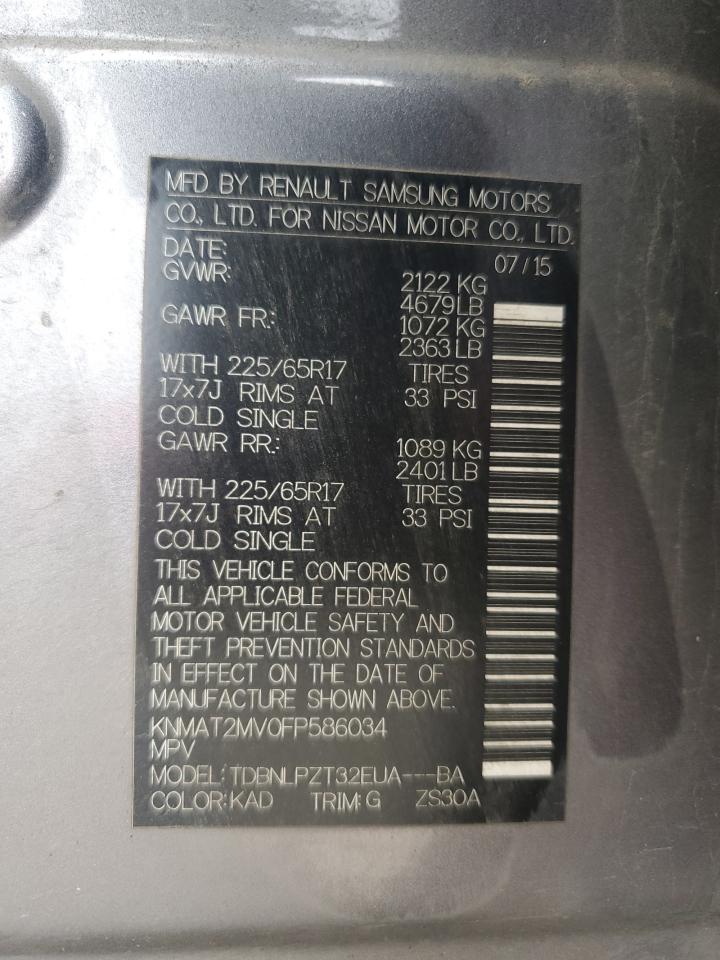 MFD BY RENAULT SAMSUNG MOTORS
CO., LTD. FOR NISSAN MOTOR CO., LTD.
DATE: 07/15
GVWR: 2122 KG
4679LB
GAWR FR: 1072 KG
2363LB
WITH 225/65R17 TIRES
17x7J RIMS AT 33 PSI
COLD SINGLE
GAWR RR: 1089 KG
2401LB
WITH 225/65R17 TIRES
17x7J RIMS AT 33 PSI
COLD SINGLE
THIS VEHICLE CONFORMS TO
ALL APPLICABLE FEDERAL
MOTOR VEHICLE SAFETY AND
THEFT PREVENTION STANDARDS
IN EFFECT ON THE DATE OF
MANUFACTURE SHOWN ABOVE.
KNMAT2MV0FP586034
MPV
MODEL: TDBNLPZT32EUA---BA
COLOR: KAD TRIM: G ZS30A